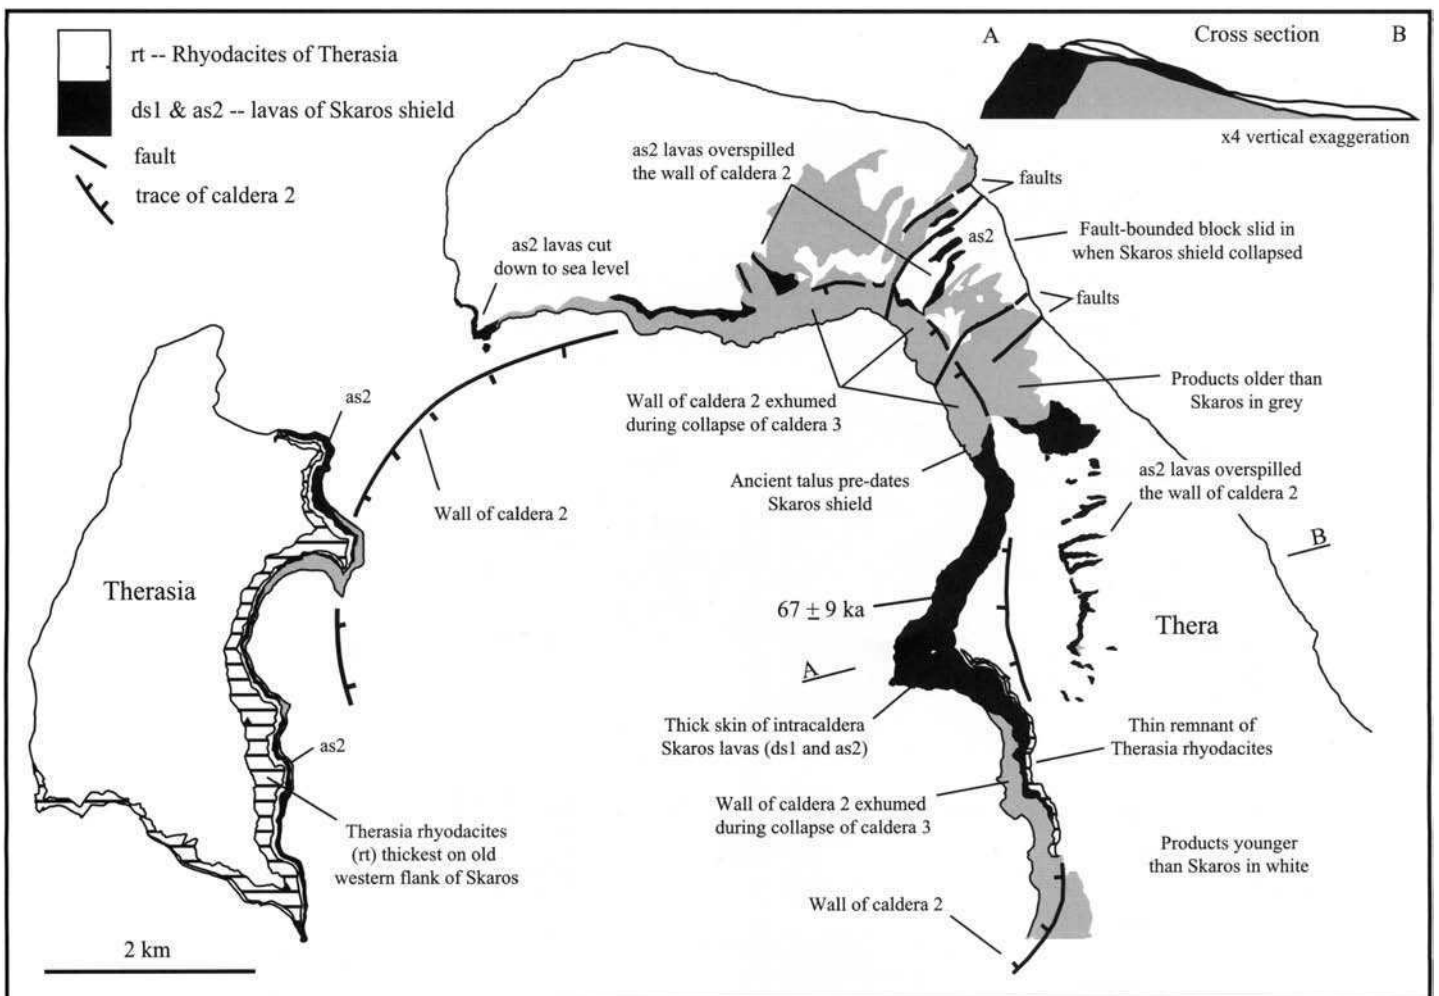 rt -- Rhyodacites of Therasia
ds1 & as2 -- lavas of Skaros shield
fault
trace of caldera 2
A
Cross section
B
x4 vertical exaggeration
as2 lavas overspilled
the wall of caldera 2
faults
as2
Fault-bounded block slid in
when Skaros shield collapsed
as2 lavas cut
down to sea level
faults
Products older than
Skaros in grey
as2
Wall of caldera 2 exhumed
during collapse of caldera 3
Ancient talus pre-dates
Skaros shield
as2 lavas overspilled
the wall of caldera 2
Wall of caldera 2
B
Therasia
67 ± 9 ka
Thera
A
Thick skin of intracaldera
Skaros lavas (ds1 and as2)
Thin remnant of
Therasia rhyodacites
as2
Wall of caldera 2 exhumed
during collapse of caldera 3
Therasia rhyodacites
(rt) thickest on old
western flank of Skaros
Products younger
than Skaros in white
Wall of caldera 2
2 km